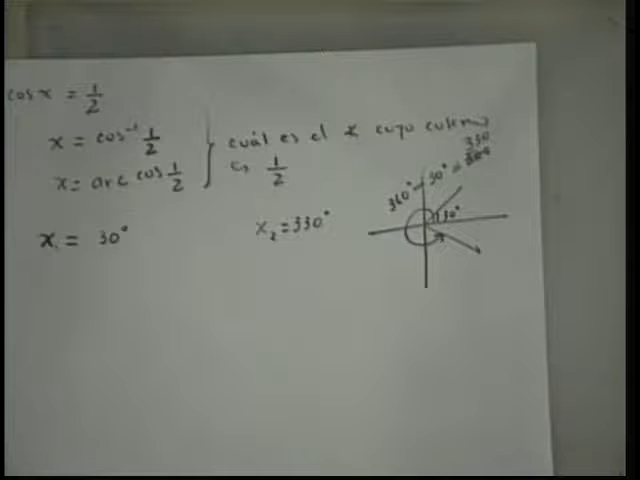 cos x = 1/2
x = cos⁻¹ 1/2
x = arc cos 1/2
cuál es el x cuyo coseno
es 1/2
x = 30°
x₂ = 330°
360° - 30° = 330
30°